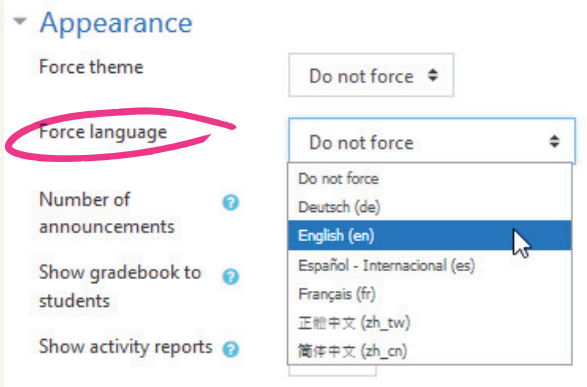 Appearance
Force theme
Do not force
Force language
Do not force
Do not force
Deutsch (de)
English (en)
Español - Internacional (es)
Français (fr)
正體中文 (zh_tw)
简体中文 (zh_cn)
Number of
announcements
Show gradebook to
students
Show activity reports